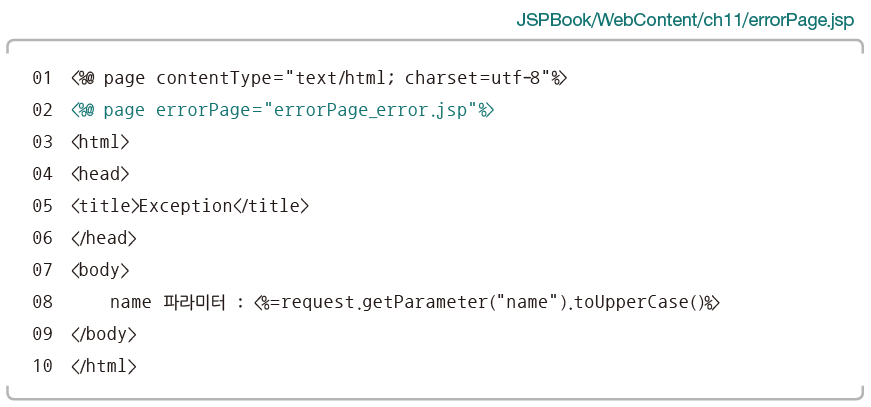 JSPBook/WebContent/ch11/errorPage.jsp
01 <%@ page contentType="text/html; charset=utf-8"%>
02 <%@ page errorPage="errorPage_error.jsp"%>
03 <html>
04 <head>
05 <title>Exception</title>
06 </head>
07 <body>
08 name 파라미터 : <%=request.getParameter("name").toUpperCase()%>
09 </body>
10 </html>